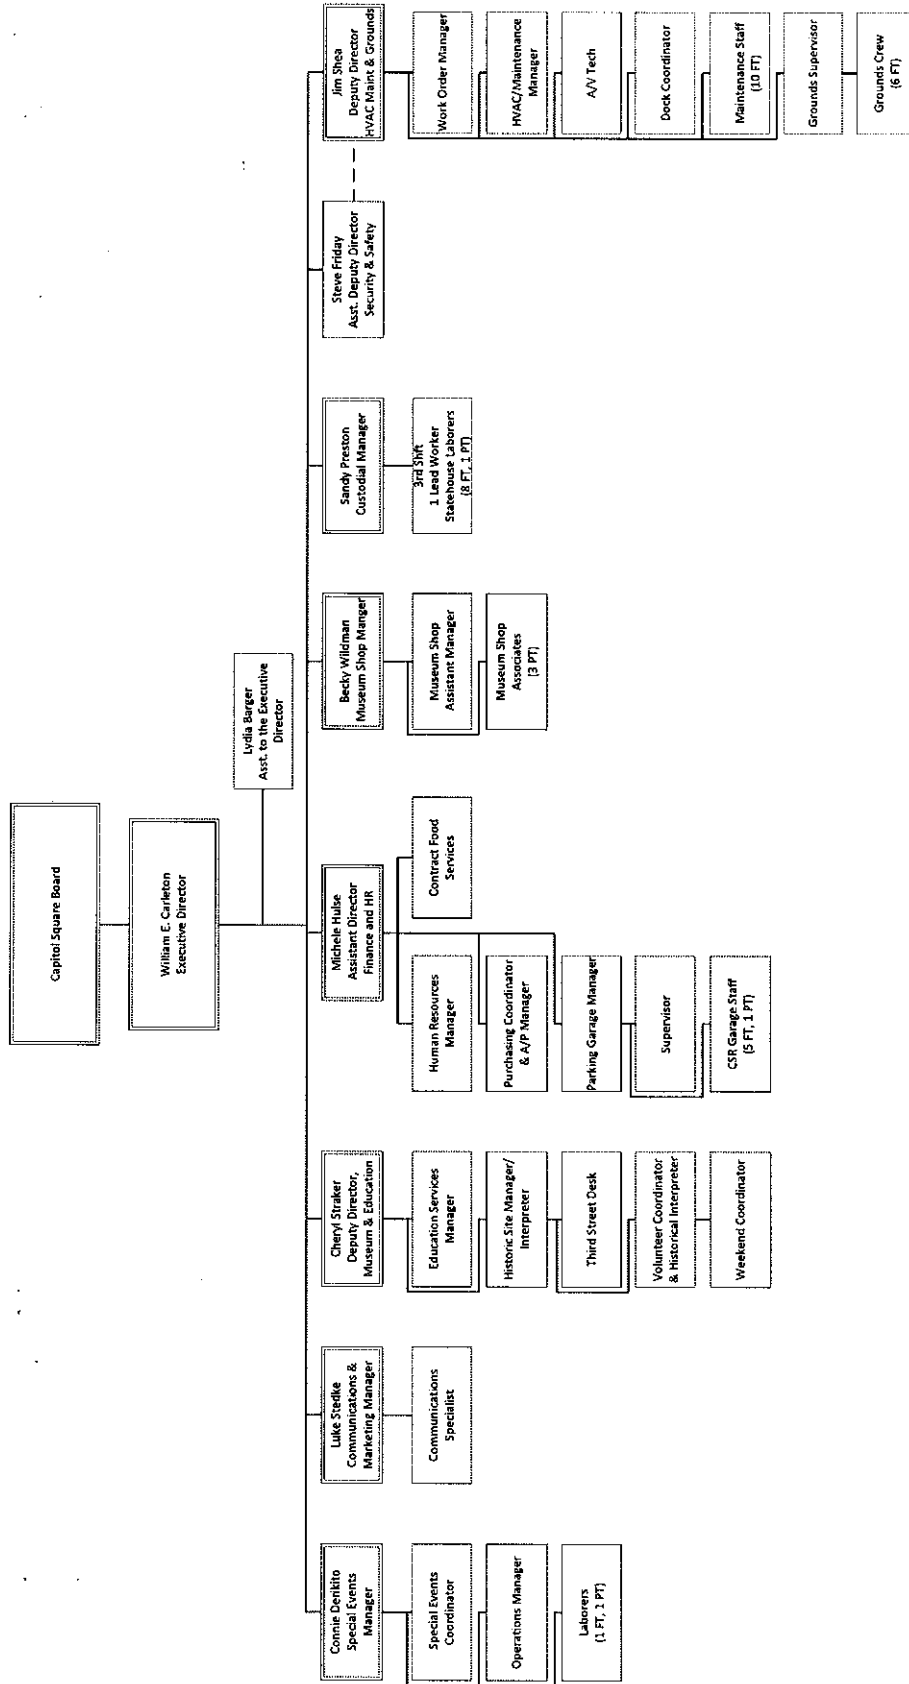 Capitol Square Board
William E. Carleton
Executive Director
Lydia Barger
Asst. to the Executive
Director
Connie Denkito
Special Events
Manager
Special Events
Coordinator
Operations Manager
Laborers
(1 FT, 1 PT)
Luke Stedke
Communications &
Marketing Manager
Communications
Specialist
Cheryl Straker
Deputy Director,
Museum & Education
Education Services
Manager
Historic Site Manager/
Interpreter
Third Street Desk
Volunteer Coordinator
& Historical Interpreter
Weekend Coordinator
Michele Hulse
Assistant Director
Finance and HR
Human Resources
Manager
Contract Food
Services
Purchasing Coordinator
& A/P Manager
Parking Garage Manager
Supervisor
CSR Garage Staff
(5 FT, 1 PT)
Becky Wildman
Museum Shop Manger
Museum Shop
Assistant Manager
Museum Shop
Associates
(3 PT)
Sandy Preston
Custodial Manager
3rd Shift
1 Lead Worker
Statehouse Laborers
(8 FT, 1 PT)
Steve Friday
Asst. Deputy Director
Security & Safety
Jim Shea
Deputy Director
HVAC Maint & Grounds
Work Order Manager
HVAC/Maintenance
Manager
A/V Tech
Dock Coordinator
Maintenance Staff
(10 FT)
Grounds Supervisor
Grounds Crew
(6 FT)